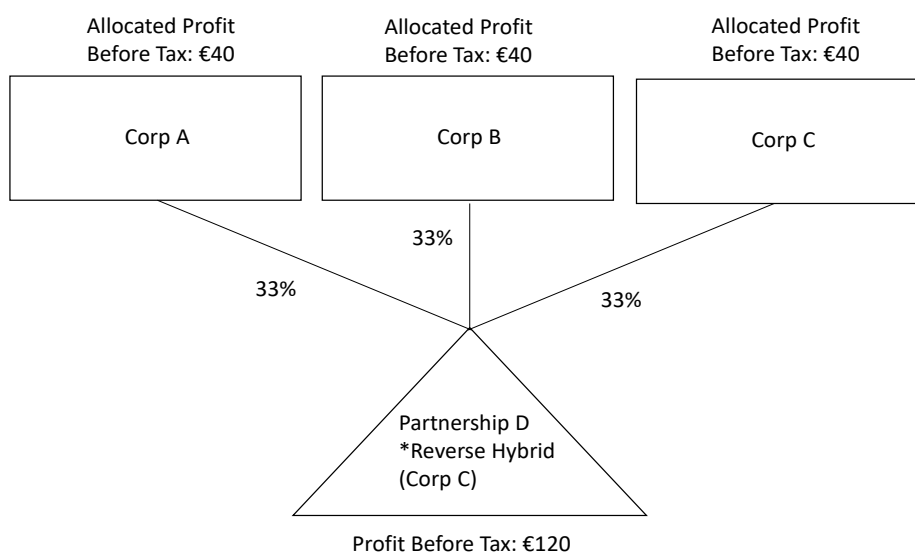 Allocated Profit
Before Tax: €40
Allocated Profit
Before Tax: €40
Allocated Profit
Before Tax: €40
Corp A
Corp B
Corp C
33%
33%
33%
Partnership D
*Reverse Hybrid
(Corp C)
Profit Before Tax: €120